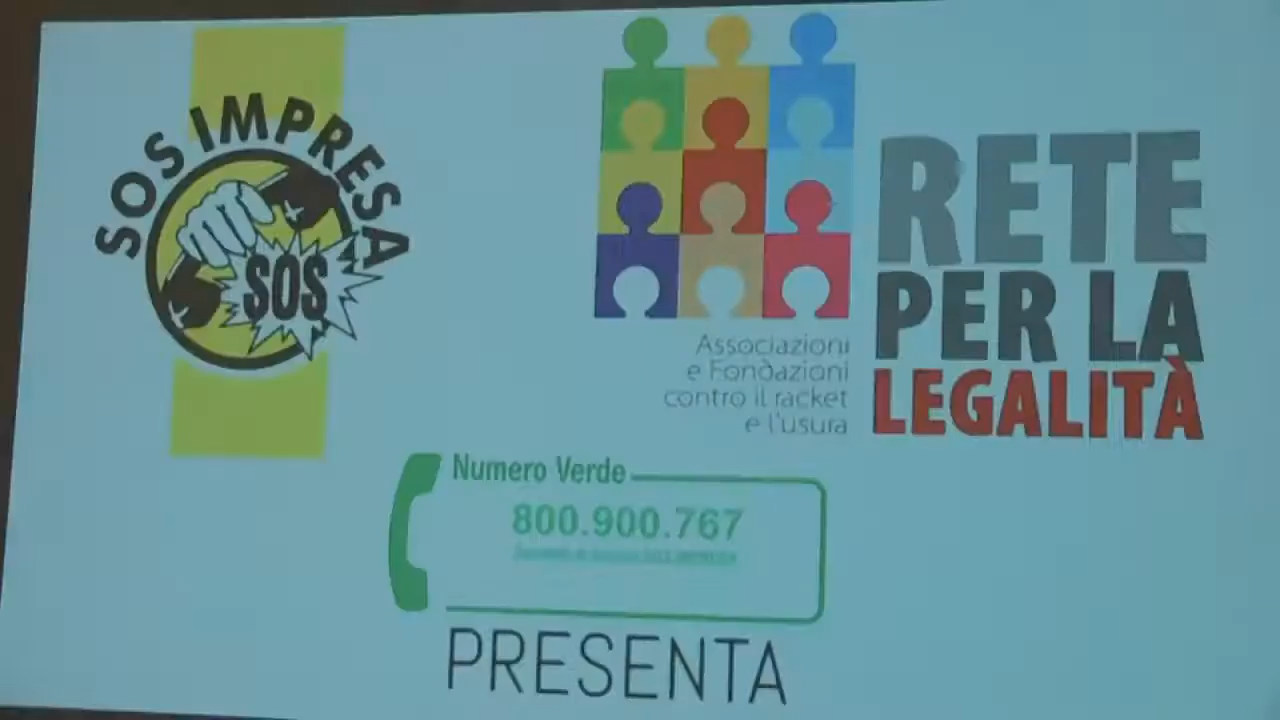 SOS IMPRESA
SOS
RETE
PER LA
LEGALITÀ
Associazioni
e Fondazioni
contro il racket
e l'usura
Numero Verde
800.900.767
PRESENTA